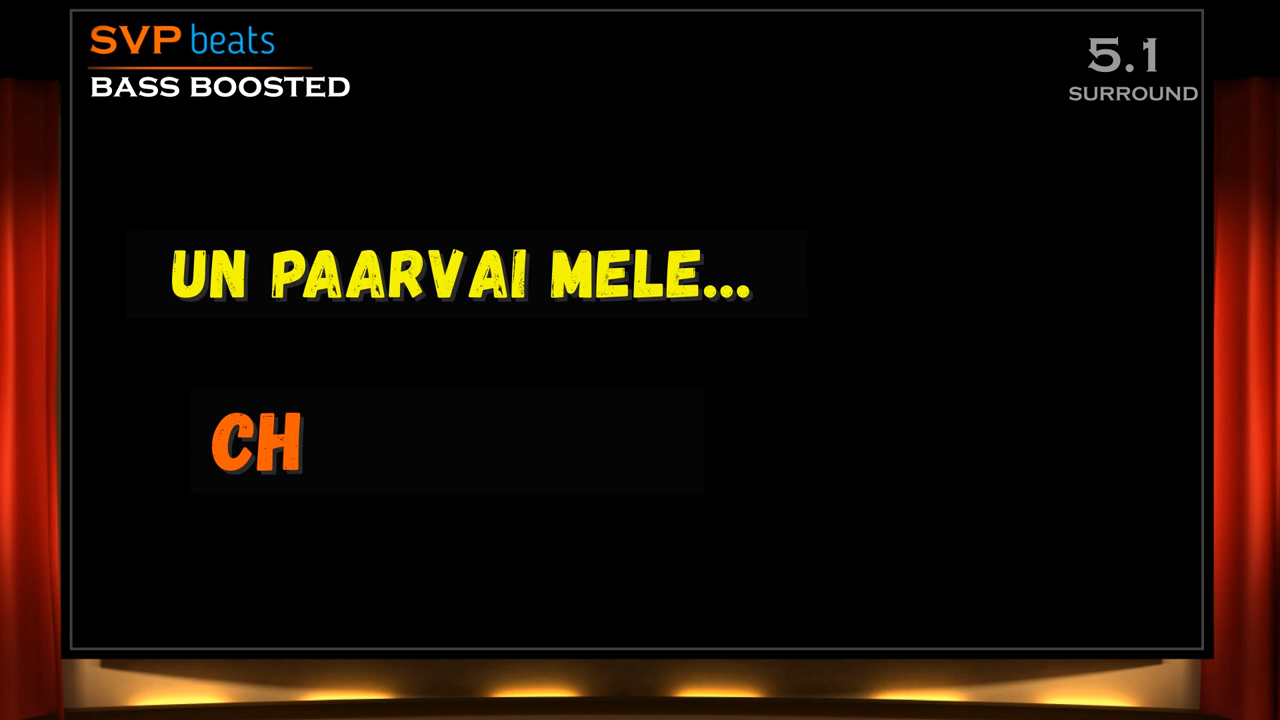 SVP beats
BASS BOOSTED
5.1
SURROUND
UN PAARVAI MELE...
CH